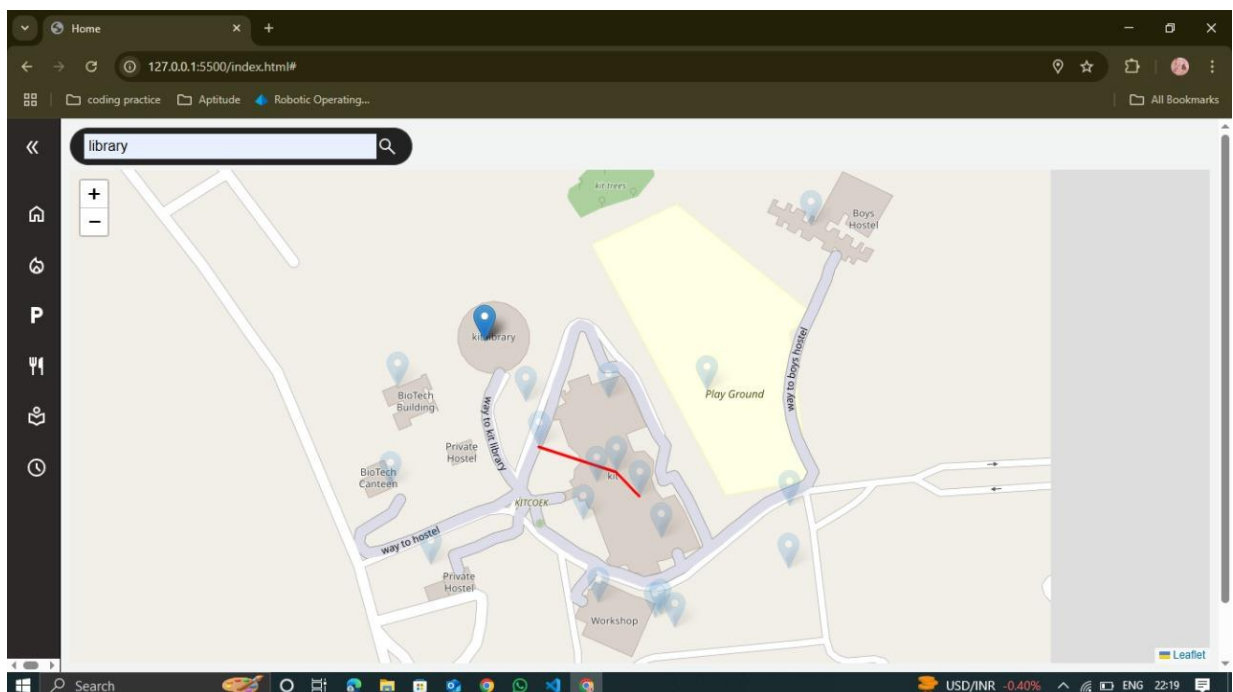 Home
127.0.0.1:5500/index.html#
coding practice
Aptitude
Robotic Operating...
All Bookmarks
library
+
−
kit trees
Boys
Hostel
kit library
way to boys hostel
Play Ground
BioTech
Building
way to kit library
Private
Hostel
BioTech
Canteen
kit
KITCOEK
way to hostel
Private
Hostel
Workshop
Leaflet
P
Search
USD/INR -0.40%
ENG
22:19